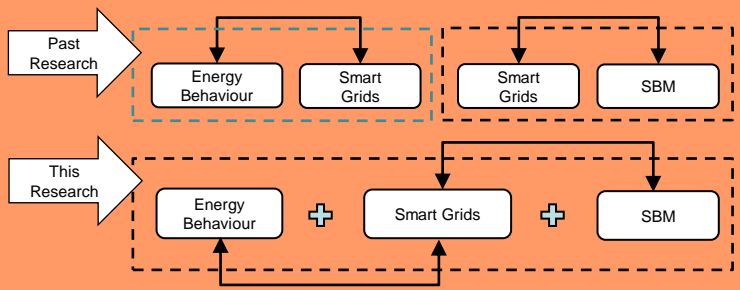 Past
Research
Energy
Behaviour
Smart
Grids
Smart
Grids
SBM
This
Research
Energy
Behaviour
Smart Grids
SBM